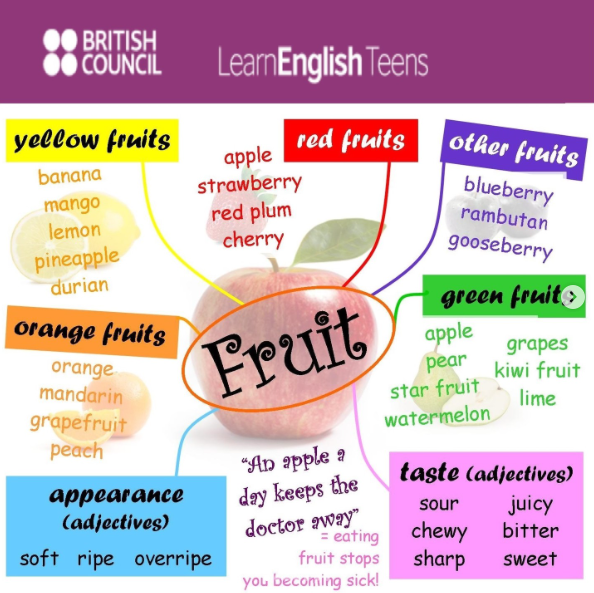 BRITISH
COUNCIL
LearnEnglish Teens
yellow fruits
banana
mango
lemon
pineapple
durian
red fruits
apple
strawberry
red plum
cherry
other fruits
blueberry
rambutan
gooseberry
orange fruits
orange
mandarin
grapefruit
peach
Fruit
green fruits
apple
pear
star fruit
watermelon
grapes
kiwi fruit
lime
appearance
(adjectives)
soft ripe overripe
"An apple a
day keeps the
doctor away"
= eating
fruit stops
you becoming sick!
taste (adjectives)
sour juicy
chewy bitter
sharp sweet